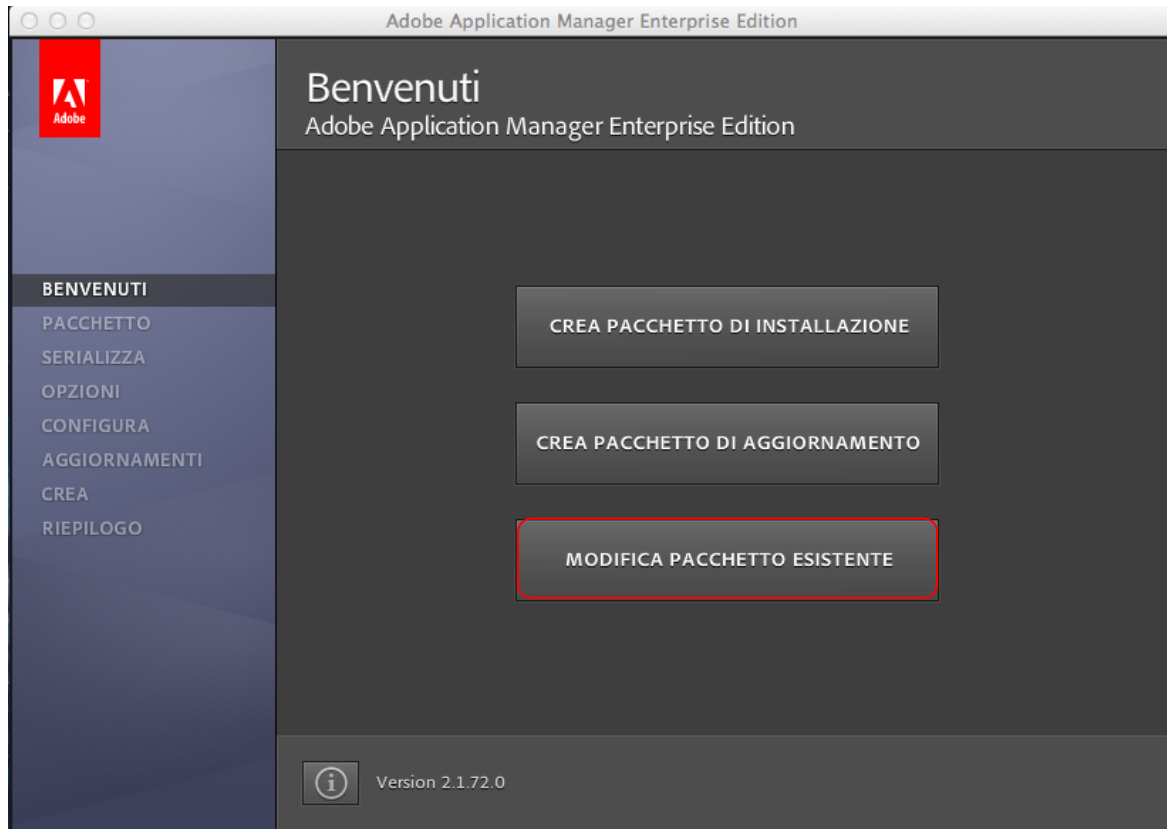 Adobe Application Manager Enterprise Edition
Adobe
Benvenuti
Adobe Application Manager Enterprise Edition
BENVENUTI
PACCHETTO
SERIALIZZA
OPZIONI
CONFIGURA
AGGIORNAMENTI
CREA
RIEPILOGO
CREA PACCHETTO DI INSTALLAZIONE
CREA PACCHETTO DI AGGIORNAMENTO
MODIFICA PACCHETTO ESISTENTE
Version 2.1.72.0